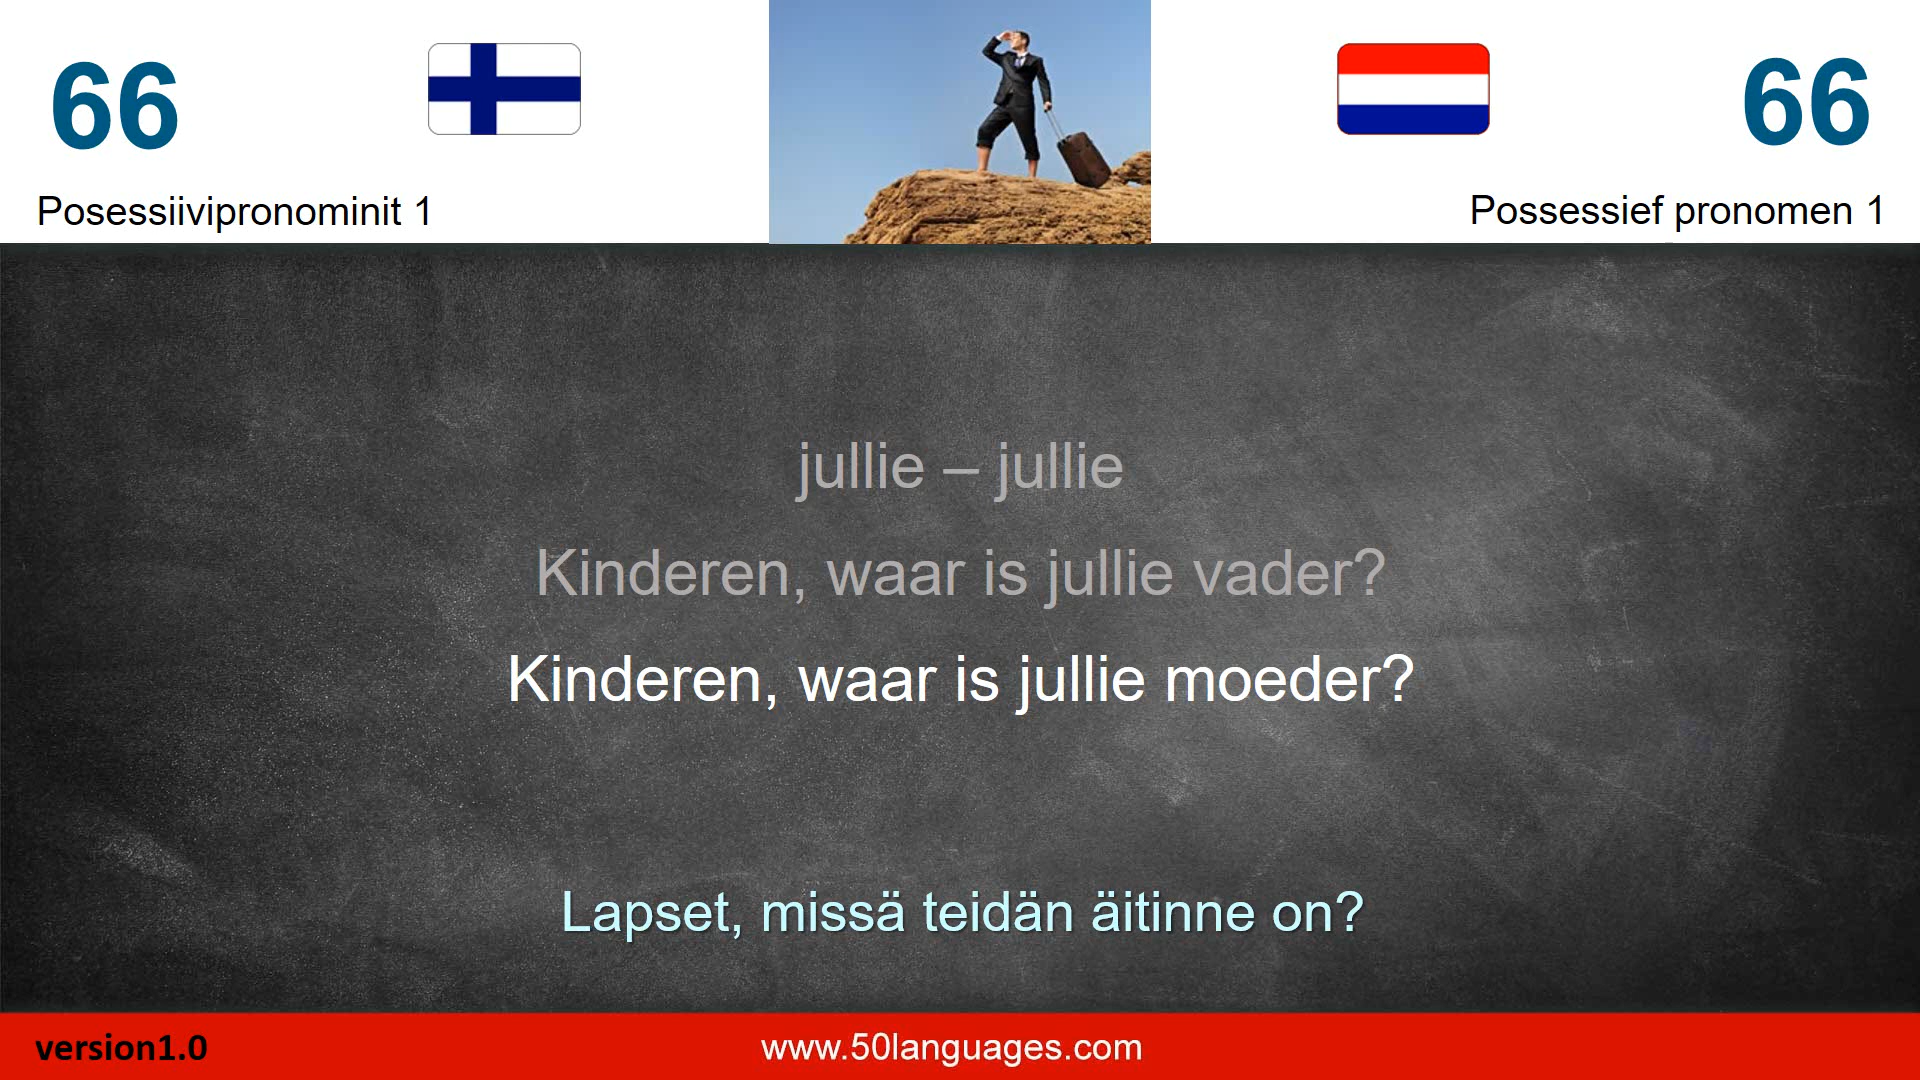 66
66
Posessiivipronominit 1
Possessief pronomen 1
jullie – jullie
Kinderen, waar is jullie vader?
Kinderen, waar is jullie moeder?
Lapset, missä teidän äitinne on?
version1.0
www.50languages.com